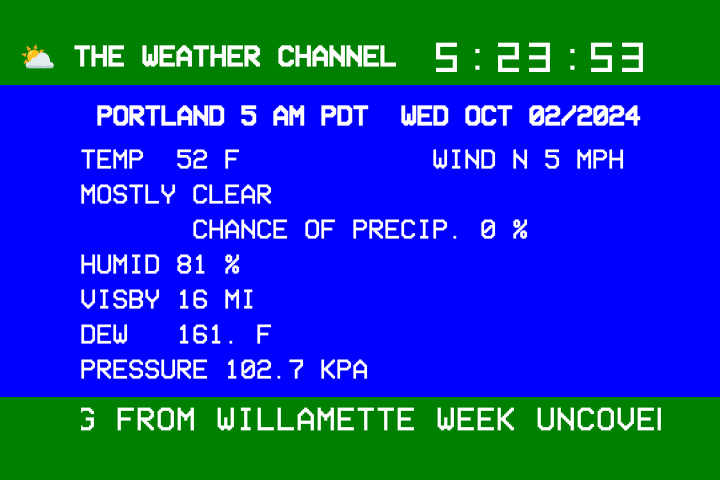 THE WEATHER CHANNEL 5:23:53
PORTLAND 5 AM PDT WED OCT 02/2024
TEMP 52 F WIND N 5 MPH
MOSTLY CLEAR
CHANCE OF PRECIP. 0 %
HUMID 81 %
VISBY 16 MI
DEW 161. F
PRESSURE 102.7 KPA
FROM WILLAMETTE WEEK